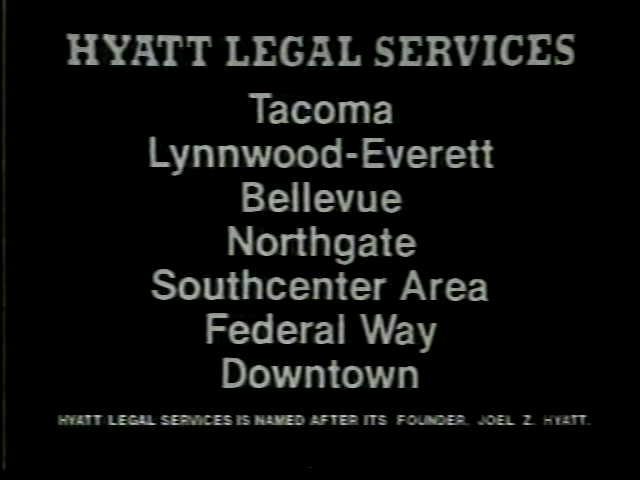 HYATT LEGAL SERVICES
Tacoma
Lynnwood-Everett
Bellevue
Northgate
Southcenter Area
Federal Way
Downtown
HYATT LEGAL SERVICES IS NAMED AFTER ITS FOUNDER, JOEL Z. HYATT.